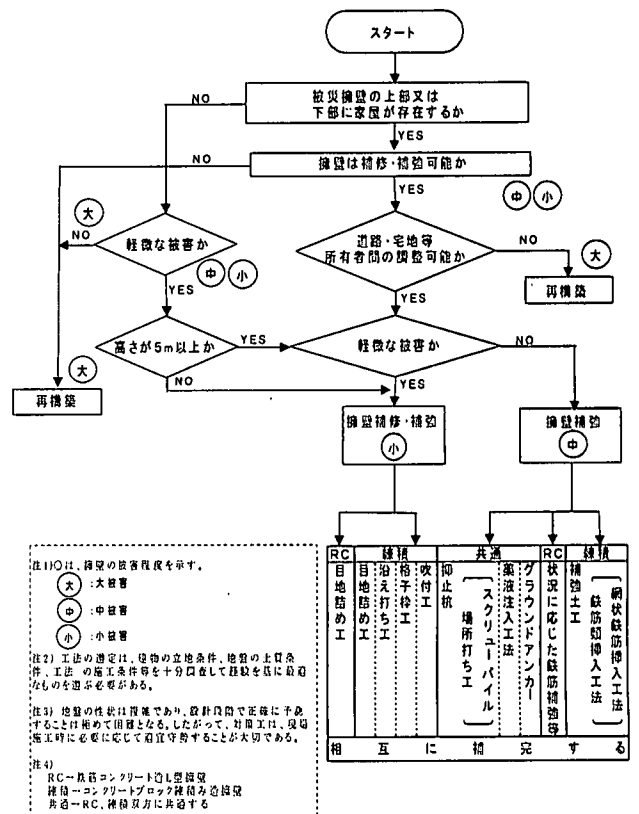 スタート
被災擁壁の上部又は
下部に家屋が存在するか
NO
YES
擁壁は補修・補強可能か
NO
YES
中 小
大
NO
軽微な被害か
中 小
YES
道路・宅地等
所有者間の調整可能か
NO
大
再構築
YES
高さが5m以上か
YES
NO
軽微な被害か
NO
YES
大
再構築
擁壁補修・補強
小
擁壁補強
中
RC
練積
共通
RC
練積
目地詰め工
目地詰め工
沿え打ち工
格子枠工
吹付工
抑止杭
スクリューパイル
場所打ち工
薬液注入工法
グラウンドアンカー
状況に応じた鉄筋補強等
補強土工
網状鉄筋挿入工法
鉄筋類挿入工法
相互に補完する
注1)○は、擁壁の被害程度を示す。
大 :大被害
中 :中被害
小 :小被害
注2) 工法の選定は、建物の立地条件、地盤の土質条
件、工法 の施工条件等を十分調査して経験を基に最適
なものを選ぶ必要がある。
注3) 地盤の性状は複雑であり、設計段階で正確に予測
することは極めて困難となる。したがって、対策工は、現場
施工時に必要に応じて適宜することが大切である。
注4)
RC→鉄筋コンクリート造L型擁壁
練積→コンクリートブロック練積み造擁壁
共通→RC、練積双方に共通する